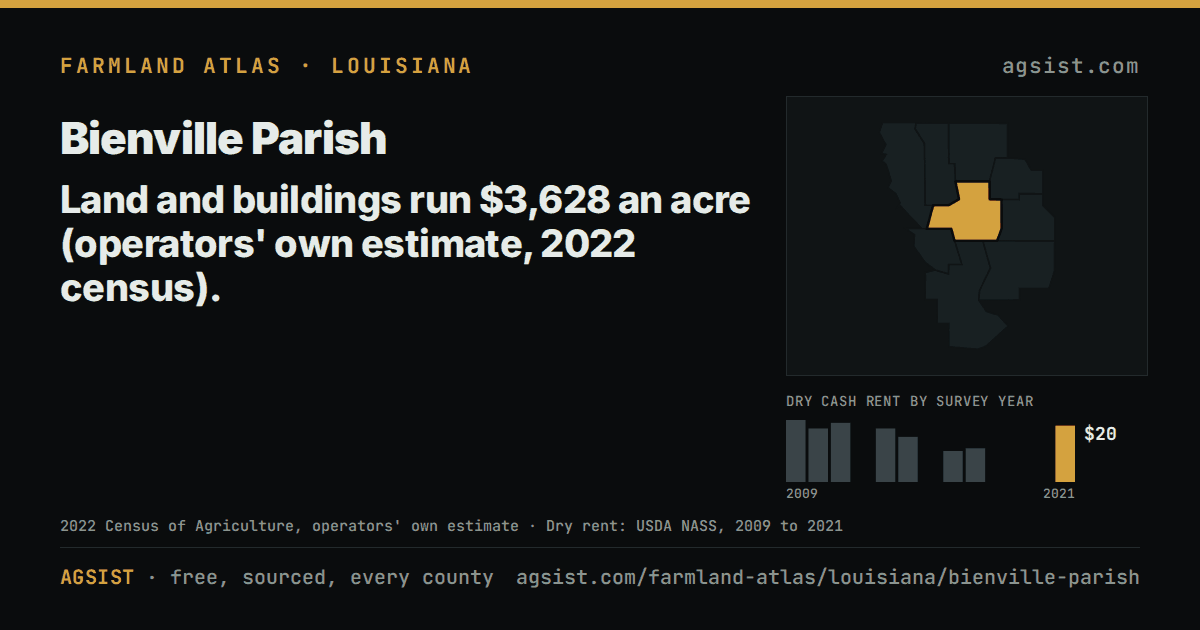 FARMLAND ATLAS · LOUISIANA
agsist.com
Bienville Parish
Land and buildings run $3,628 an acre
(operators' own estimate, 2022
census).
DRY CASH RENT BY SURVEY YEAR
$20
2009
2021
2022 Census of Agriculture, operators' own estimate · Dry rent: USDA NASS, 2009 to 2021
AGSIST · free, sourced, every county
agsist.com/farmland-atlas/louisiana/bienville-parish